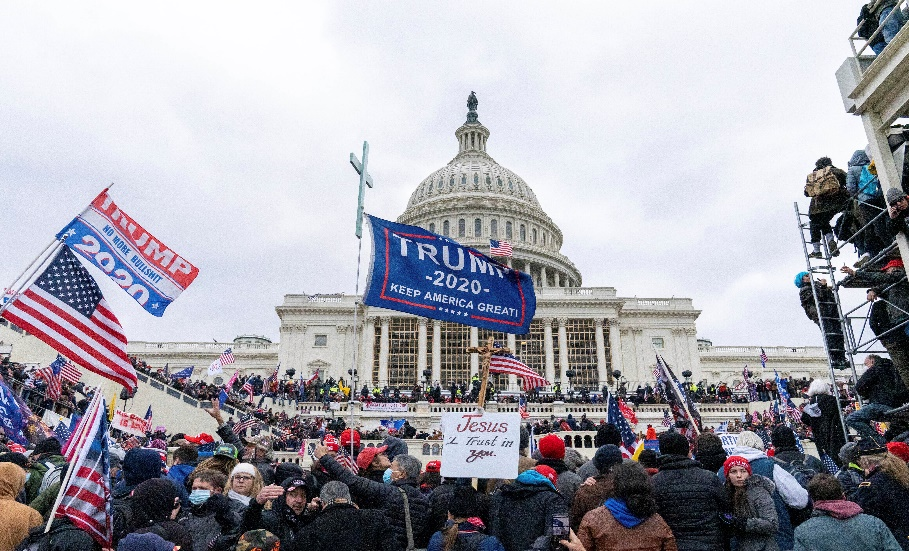 TRUMP
NO MORE BULLSHIT
2020
TRUMP
-2020-
KEEP AMERICA GREAT!
Jesus
I Trust in
you.